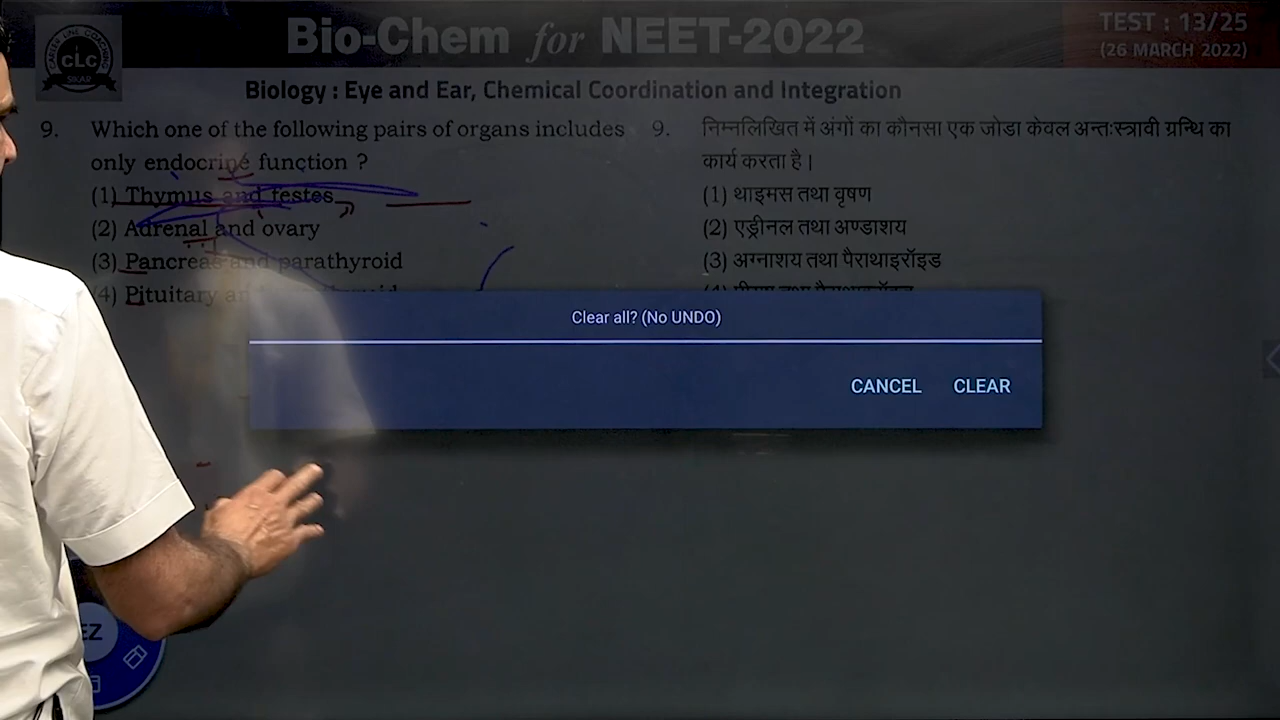 CAREER LINE COACHING
CLC
SIKAR
Bio-Chem for NEET-2022
TEST : 13/25
(26 MARCH 2022)
Biology : Eye and Ear, Chemical Coordination and Integration
9. Which one of the following pairs of organs includes
only endocrine function ?
(1) Thymus and testes
(2) Adrenal and ovary
(3) Pancreas and parathyroid
(4) Pituitary
9. निम्नलिखित में अंगों का कौनसा एक जोडा केवल अन्तःस्त्रावी ग्रन्थि का
कार्य करता है।
(1) थाइमस तथा वृषण
(2) एड्रीनल तथा अण्डाशय
(3) अग्नाशय तथा पैराथाइरॉइड
Clear all? (No UNDO)
CANCEL CLEAR
EZ